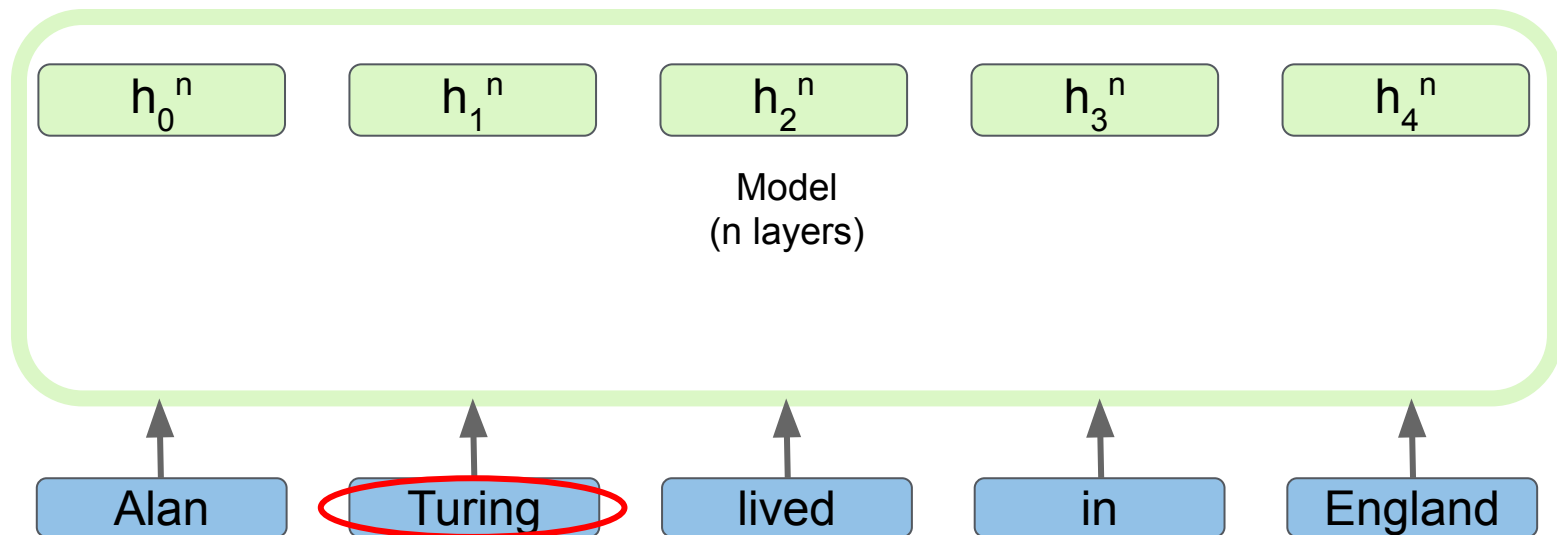 h₀ⁿ h₁ⁿ h₂ⁿ h₃ⁿ h₄ⁿ
Model
(n layers)
Alan Turing lived in England